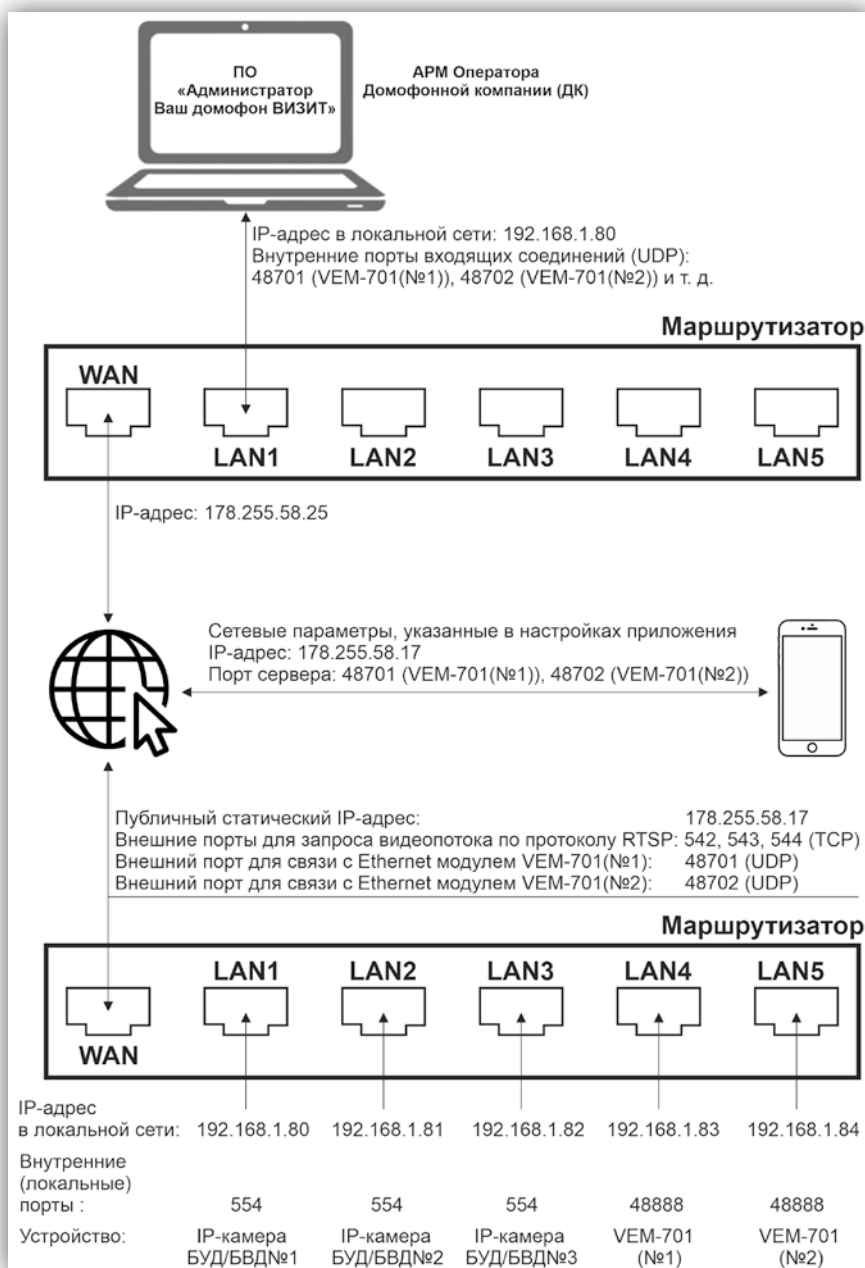 ПО
«Администратор
Ваш домофон ВИЗИТ»
АРМ Оператора
Домофонной компании (ДК)
IP-адрес в локальной сети: 192.168.1.80
Внутренние порты входящих соединений (UDP):
48701 (VEM-701(№1)), 48702 (VEM-701(№2)) и т. д.
Маршрутизатор
WAN
LAN1 LAN2 LAN3 LAN4 LAN5
IP-адрес: 178.255.58.25
Сетевые параметры, указанные в настройках приложения
IP-адрес: 178.255.58.17
Порт сервера: 48701 (VEM-701(№1)), 48702 (VEM-701(№2))
Публичный статический IP-адрес: 178.255.58.17
Внешние порты для запроса видеопотока по протоколу RTSP: 542, 543, 544 (TCP)
Внешний порт для связи с Ethernet модулем VEM-701(№1): 48701 (UDP)
Внешний порт для связи с Ethernet модулем VEM-701(№2): 48702 (UDP)
Маршрутизатор
LAN1 LAN2 LAN3 LAN4 LAN5
WAN
IP-адрес
в локальной сети: 192.168.1.80 192.168.1.81 192.168.1.82 192.168.1.83 192.168.1.84
Внутренние
(локальные)
порты : 554 554 554 48888 48888
Устройство: IP-камера IP-камера IP-камера VEM-701 VEM-701
БУД/БВД№1 БУД/БВД№2 БУД/БВД№3 (№1) (№2)